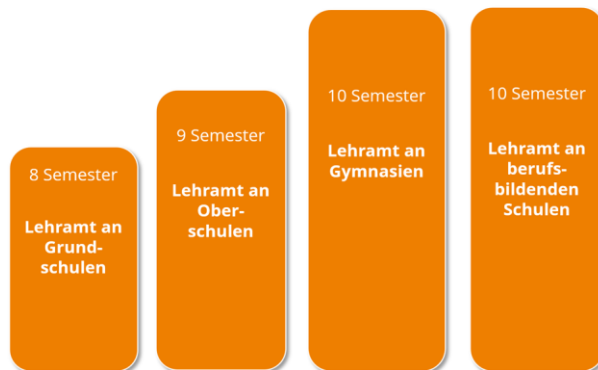 8 Semester
Lehramt an
Grund-
schulen
9 Semester
Lehramt an
Ober-
schulen
10 Semester
Lehramt an
Gymnasien
10 Semester
Lehramt an
berufs-
bildenden
Schulen